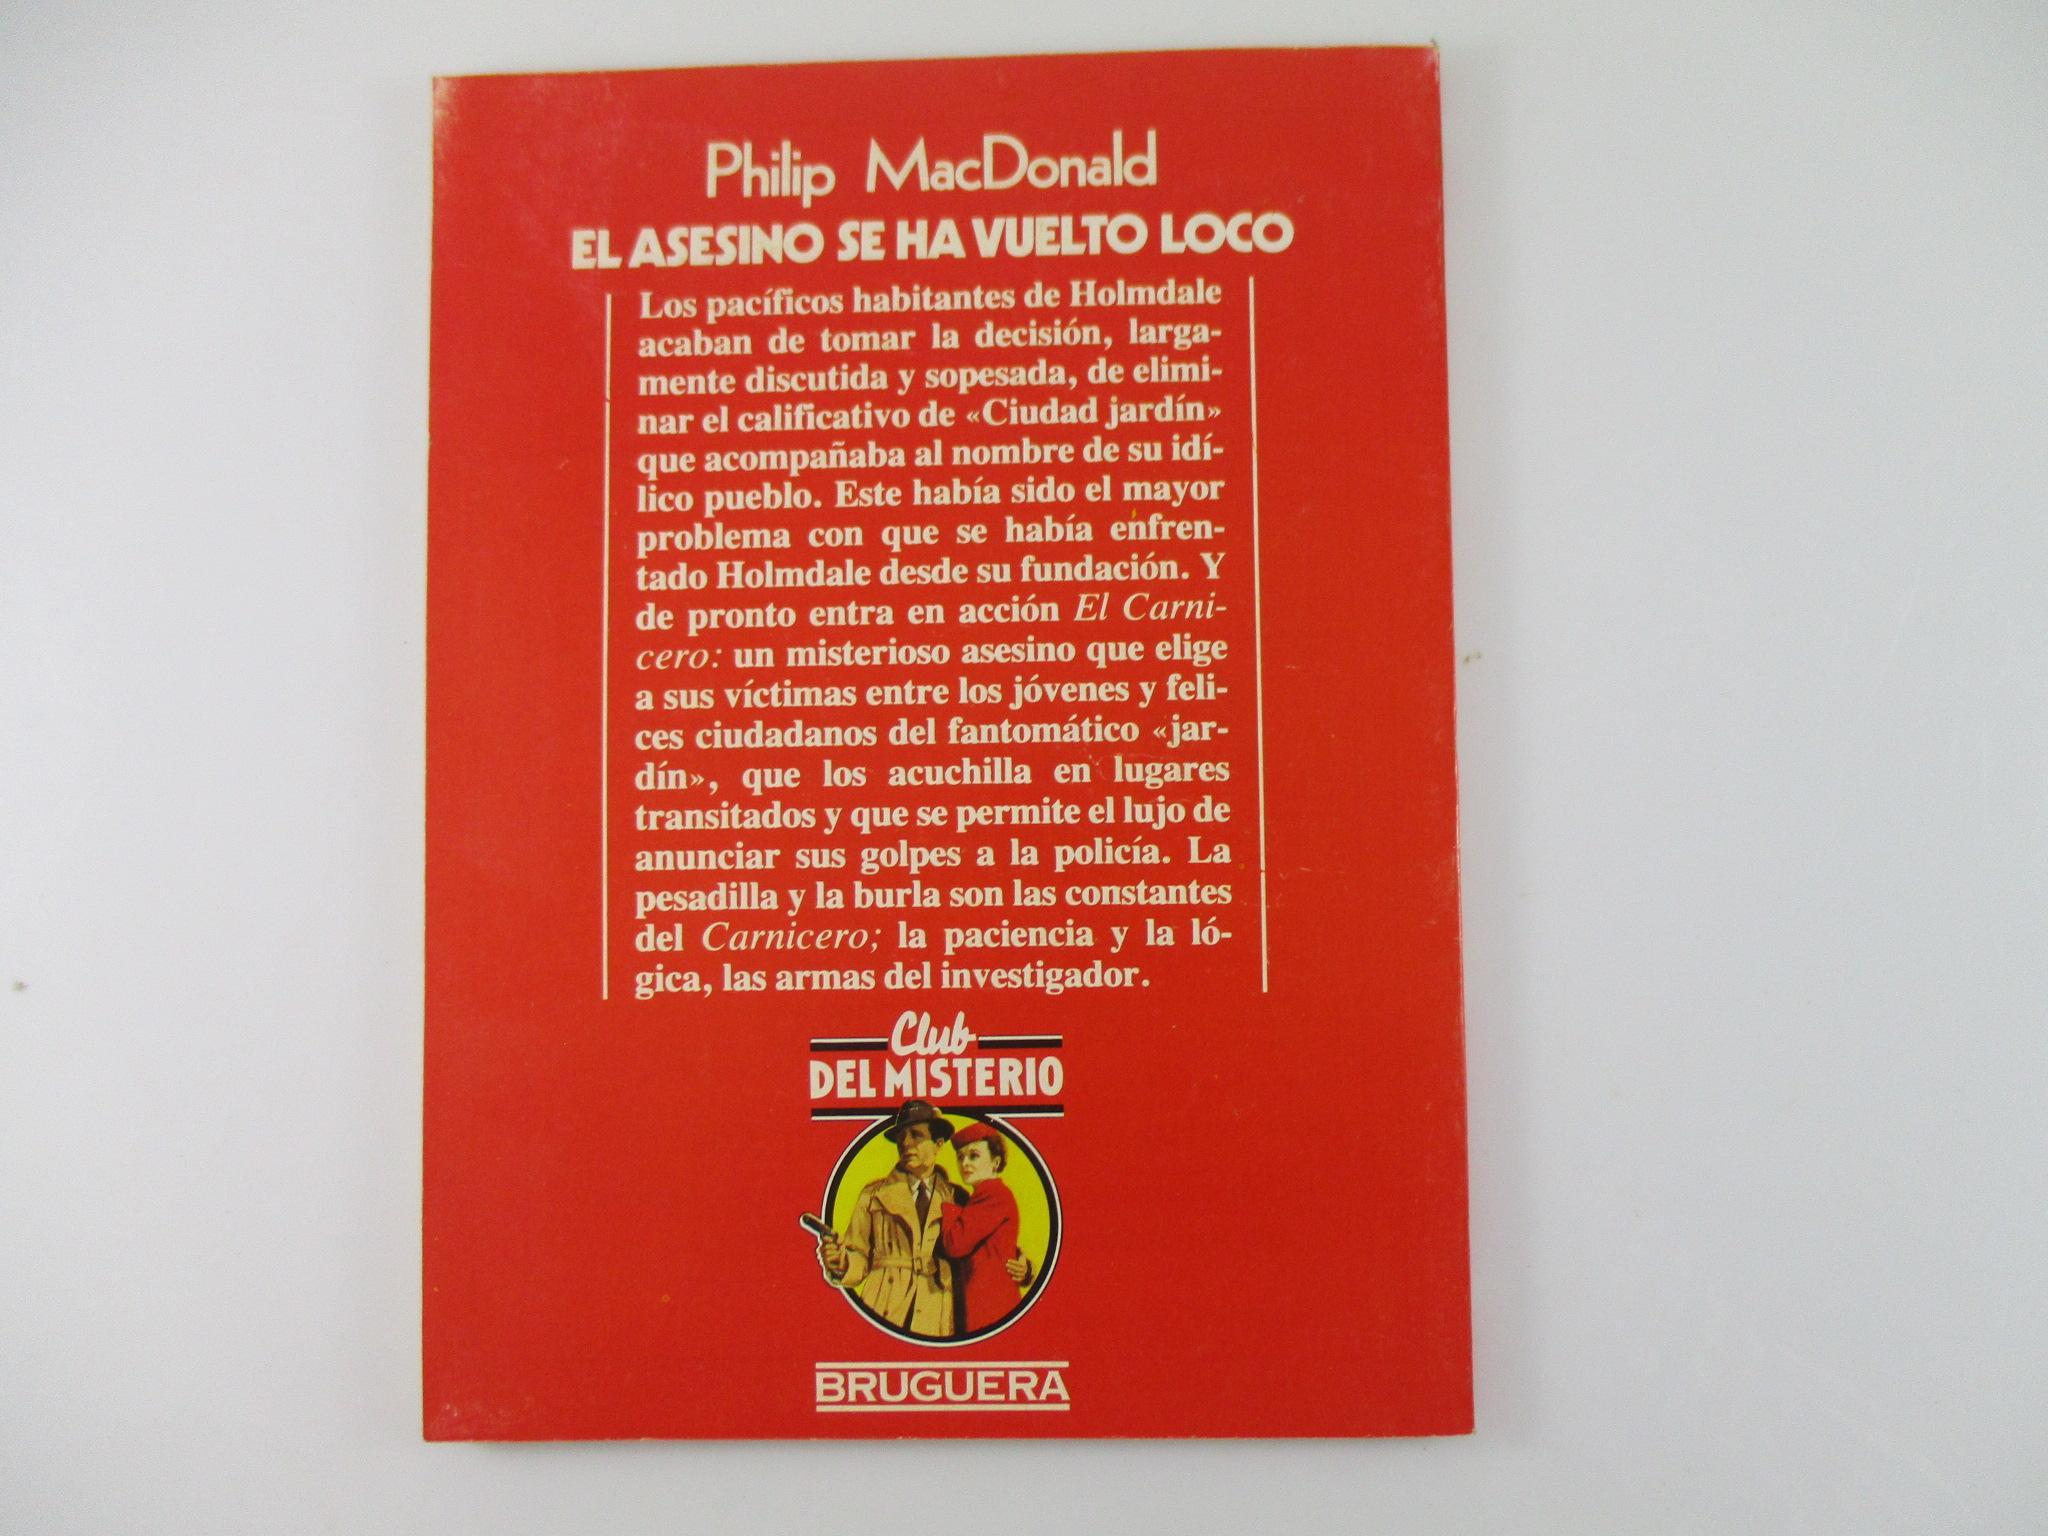 Philip MacDonald
EL ASESINO SE HA VUELTO LOCO
Los pacíficos habitantes de Holmdale
acaban de tomar la decisión, larga-
mente discutida y sopesada, de elimi-
nar el calificativo de «Ciudad jardín»
que acompañaba al nombre de su idí-
lico pueblo. Este había sido el mayor
problema con que se había enfren-
tado Holmdale desde su fundación. Y
de pronto entra en acción El Carni-
cero: un misterioso asesino que elige
a sus víctimas entre los jóvenes y feli-
ces ciudadanos del fantomático «jar-
dín», que los acuchilla en lugares
transitados y que se permite el lujo de
anunciar sus golpes a la policía. La
pesadilla y la burla son las constantes
del Carnicero; la paciencia y la ló-
gica, las armas del investigador.
Club
DEL MISTERIO
BRUGUERA